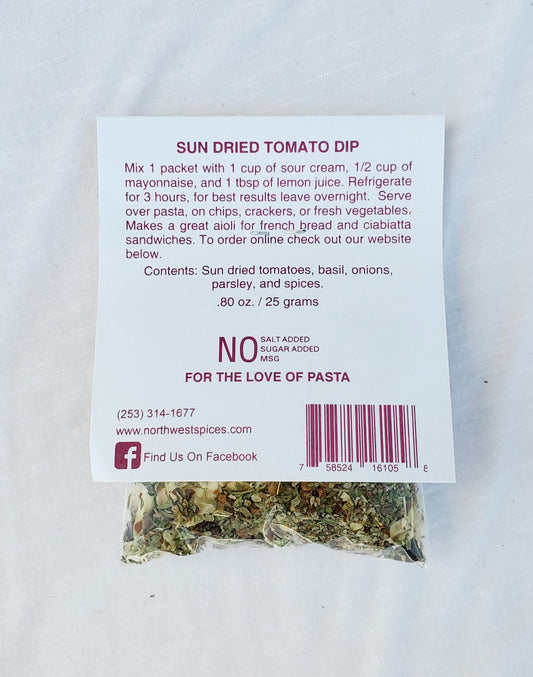 SUN DRIED TOMATO DIP
Mix 1 packet with 1 cup of sour cream, 1/2 cup of
mayonnaise, and 1 tbsp of lemon juice. Refrigerate
for 3 hours, for best results leave overnight. Serve
over pasta, on chips, crackers, or fresh vegetables.
Makes a great aioli for french bread and ciabiatta
sandwiches. To order online check out our website
below.
Contents: Sun dried tomatoes, basil, onions,
parsley, and spices.
.80 oz. / 25 grams
NO SALT ADDED
SUGAR ADDED
MSG
FOR THE LOVE OF PASTA
(253) 314-1677
www.northwestspices.com
f Find Us On Facebook
7 58524 16105 8